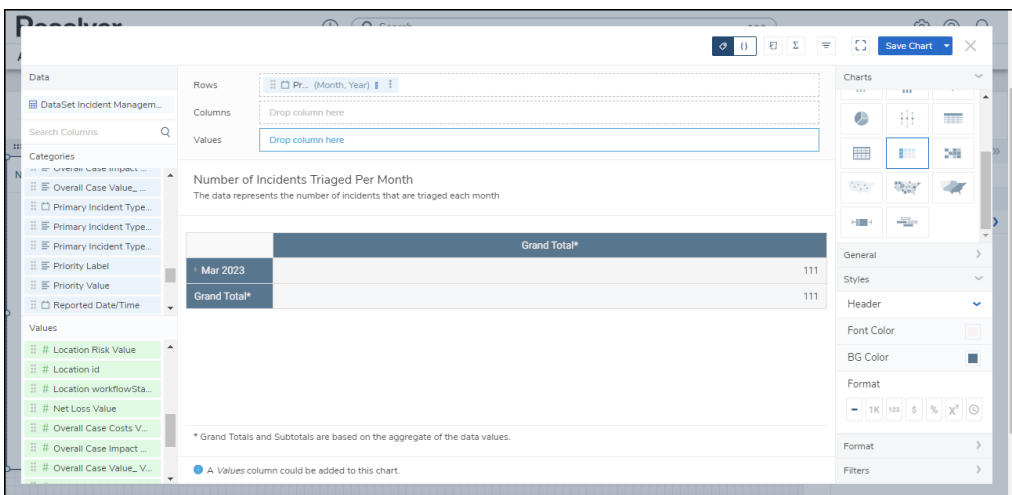 Resolver
Search
Save Chart
Data
DataSet Incident Managem...
Search Columns
Categories
Overall Case Impact ...
Overall Case Value_ ...
Primary Incident Type...
Primary Incident Type...
Primary Incident Type...
Priority Label
Priority Value
Reported Date/Time
Values
# Location Risk Value
# Location id
# Location workflowSta...
# Net Loss Value
# Overall Case Costs V...
# Overall Case Impact ...
# Overall Case Value_ V...
Rows
Pr... (Month, Year)
Columns
Drop column here
Values
Drop column here
Number of Incidents Triaged Per Month
The data represents the number of incidents that are triaged each month
Grand Total*
Mar 2023 111
Grand Total* 111
* Grand Totals and Subtotals are based on the aggregate of the data values.
A Values column could be added to this chart.
Charts
General
Styles
Header
Font Color
BG Color
Format
1K 123 $ % X^Y
Format
Filters